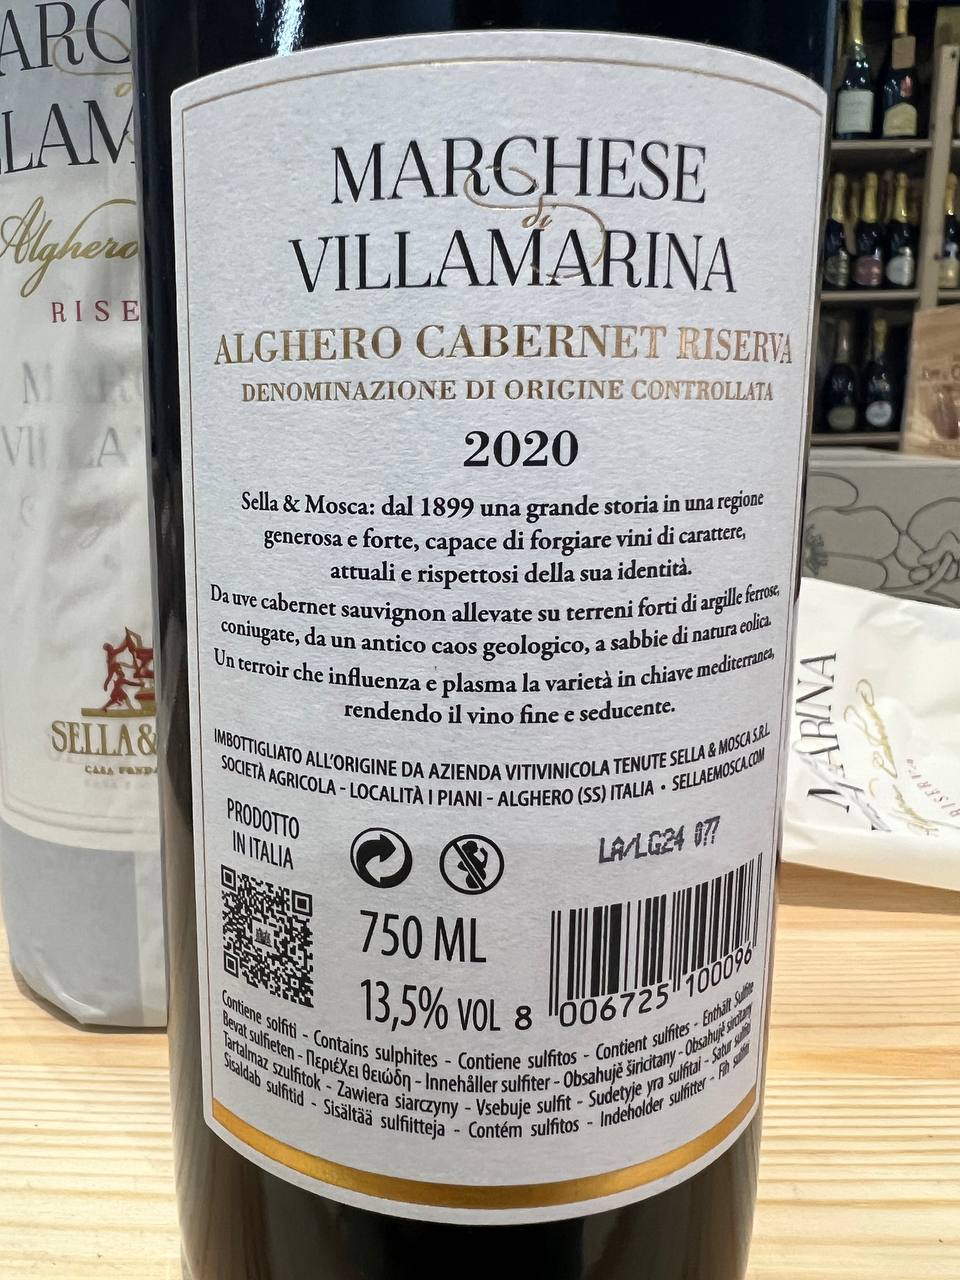 MARCHESE
di
VILLAMARINA
ALGHERO CABERNET RISERVA
DENOMINAZIONE DI ORIGINE CONTROLLATA
2020
Sella & Mosca: dal 1899 una grande storia in una regione
generosa e forte, capace di forgiare vini di carattere,
attuali e rispettosi della sua identità.
Da uve cabernet sauvignon allevate su terreni forti di argille ferrose,
coniugate, da un antico caos geologico, a sabbie di natura eolica.
Un terroir che influenza e plasma la varietà in chiave mediterranea,
rendendo il vino fine e seducente.
IMBOTTIGLIATO ALL'ORIGINE DA AZIENDA VITIVINICOLA TENUTE SELLA & MOSCA S.R.L.
SOCIETÀ AGRICOLA - LOCALITÀ I PIANI - ALGHERO (SS) ITALIA • SELLAEMOSCA.COM
PRODOTTO
IN ITALIA
LA/LG24 077
750 ML
13,5% VOL
8 006725 100096
Contiene solfiti - Contains sulphites - Contiene sulfitos - Contient sulfites - Enthält Sulfite
Bevat sulfieten - Περιέχει θειώδη - Innehåller sulfiter - Obsahujě siricitany - Obsahujě siričitany
Tartalmaz szulfitok - Zawiera siarczyny - Vsebuje sulfit - Sudetyje yra sulfitai - Satur sulfitu
Sisaldab sulfitid - Sisältää sulfiitteja - Contém sulfitos - Indeholder sulfitter - Fih sulfiti
Alghero
RISE
SELLA&
MARINA
RISERVA